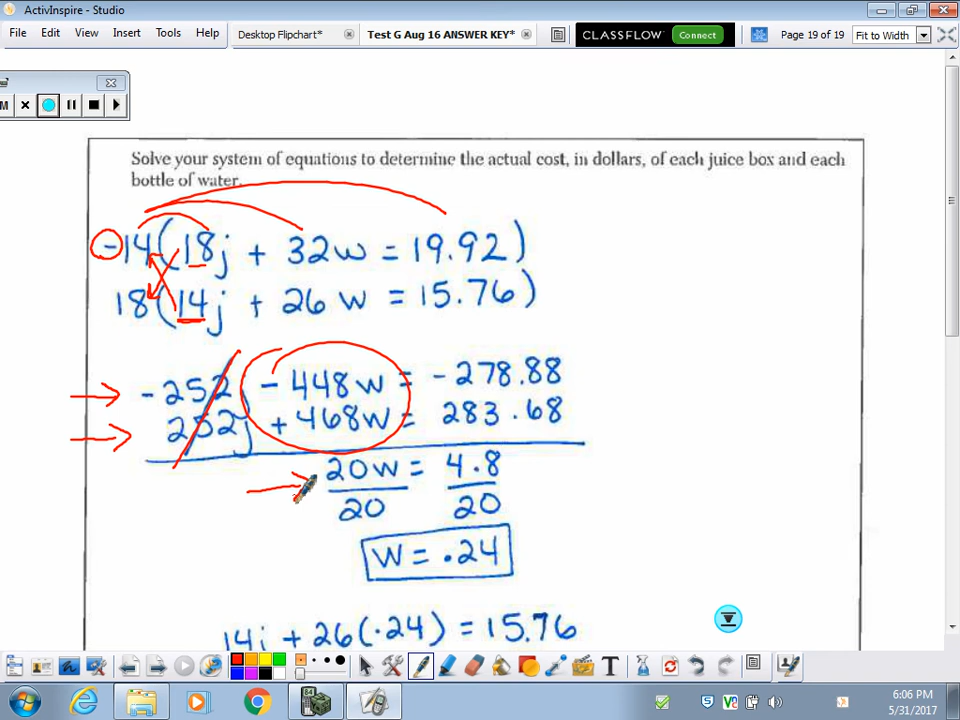 ActivInspire - Studio
File Edit View Insert Tools Help Desktop Flipchart* Test G Aug 16 ANSWER KEY* CLASSFLOW Connect Page 19 of 19 Fit to Width
M
Solve your system of equations to determine the actual cost, in dollars, of each juice box and each
bottle of water.
-14(18j + 32w = 19.92)
18(14j + 26w = 15.76)
-252j - 448w = -278.88
252j + 468w = 283.68
20w = 4.8
20 20
w = .24
14j + 26(.24) = 15.76
T
6:06 PM
5/31/2017